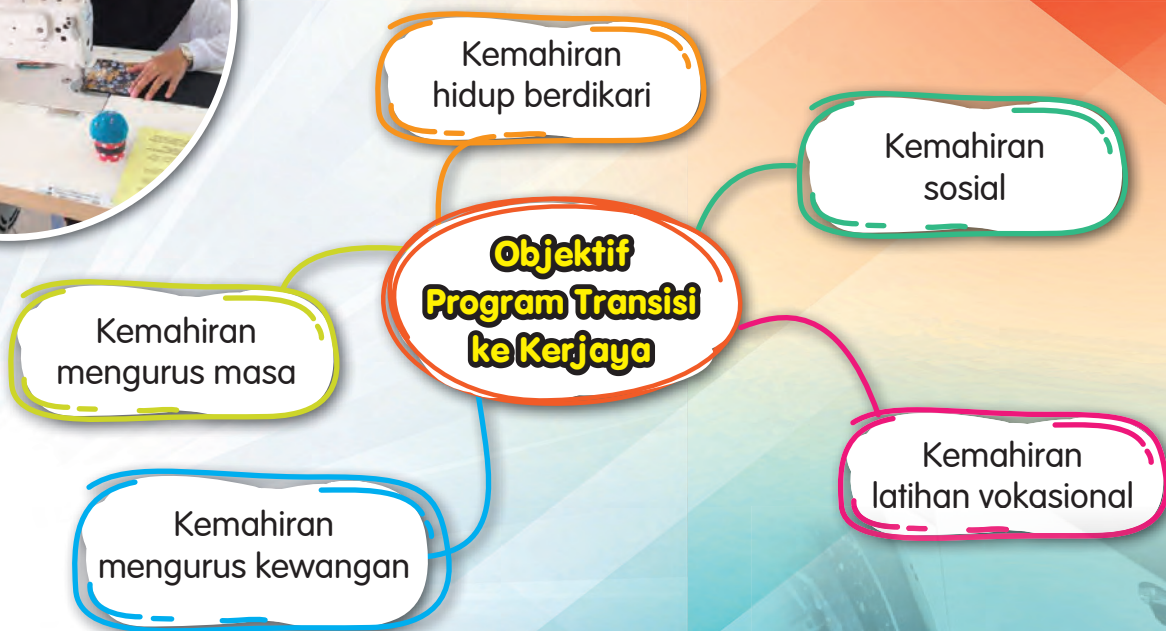 Kemahiran
hidup berdikari
Kemahiran
sosial
Objektif
Program Transisi
ke Kerjaya
Kemahiran
mengurus masa
Kemahiran
latihan vokasional
Kemahiran
mengurus kewangan